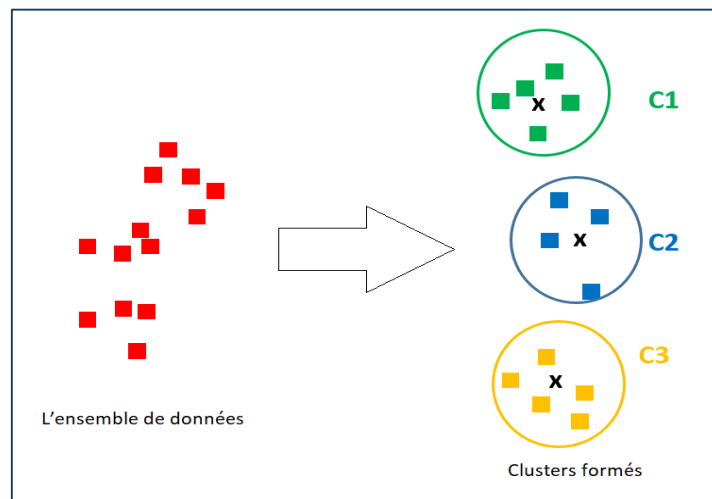 C1
x
C2
x
C3
x
L’ensemble de données
Clusters formés